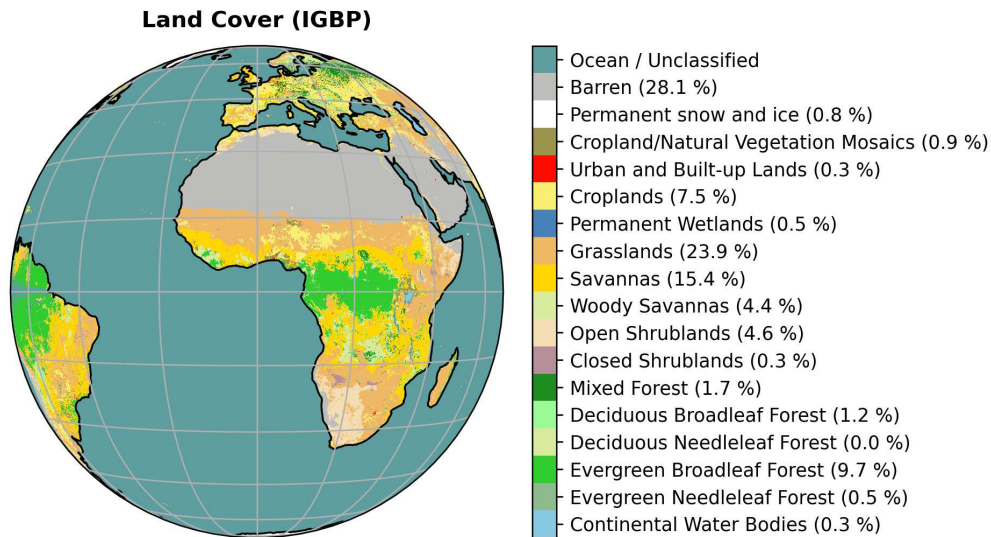 Land Cover (IGBP)
Ocean / Unclassified
Barren (28.1 %)
Permanent snow and ice (0.8 %)
Cropland/Natural Vegetation Mosaics (0.9 %)
Urban and Built-up Lands (0.3 %)
Croplands (7.5 %)
Permanent Wetlands (0.5 %)
Grasslands (23.9 %)
Savannas (15.4 %)
Woody Savannas (4.4 %)
Open Shrublands (4.6 %)
Closed Shrublands (0.3 %)
Mixed Forest (1.7 %)
Deciduous Broadleaf Forest (1.2 %)
Deciduous Needleleaf Forest (0.0 %)
Evergreen Broadleaf Forest (9.7 %)
Evergreen Needleleaf Forest (0.5 %)
Continental Water Bodies (0.3 %)